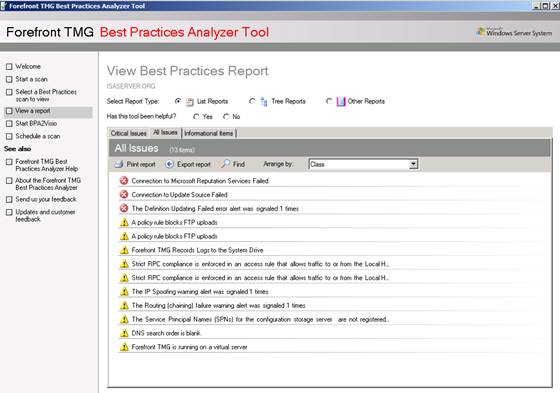 Forefront TMG Best Practices Analyzer Tool
Forefront TMG Best Practices Analyzer Tool
Microsoft
Windows Server System
Welcome
Start a scan
Select a Best Practices
scan to view
View a report
Start BPA2Visio
Schedule a scan
See also
Forefront TMG Best
Practices Analyzer Help
About the Forefront TMG
Best Practices Analyzer
Send us your feedback
Updates and customer
feedback
View Best Practices Report
ISASERVER.ORG
Select Report Type: List Reports Tree Reports Other Reports
Has this tool been helpful? Yes No
Critical Issues All Issues Informational Items
All Issues (13 items)
Print report Export report Find Arrange by: Class
Connection to Microsoft Reputation Services Failed
Connection to Update Source Failed
The Definition Updating Failed error alert was signaled 1 times
A policy rule blocks FTP uploads
A policy rule blocks FTP uploads
Forefront TMG Records Logs to the System Drive
Strict RPC compliance is enforced in an access rule that allows traffic to or from the Local H...
Strict RPC compliance is enforced in an access rule that allows traffic to or from the Local H...
The IP Spoofing warning alert was signaled 1 times
The Routing (chaining) failure warning alert was signaled 1 times
The Service Principal Names (SPNs) for the configuration storage server are not registered...
DNS search order is blank.
Forefront TMG is running on a virtual server